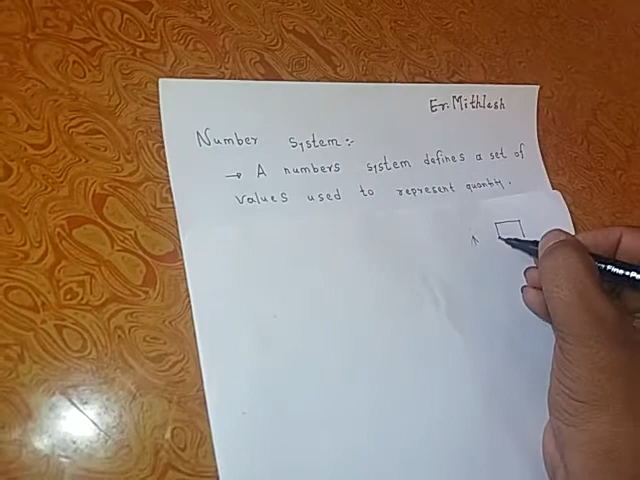 Er. Mithlesh
Number System:-
→ A numbers system defines a set of
values used to represent quantity.